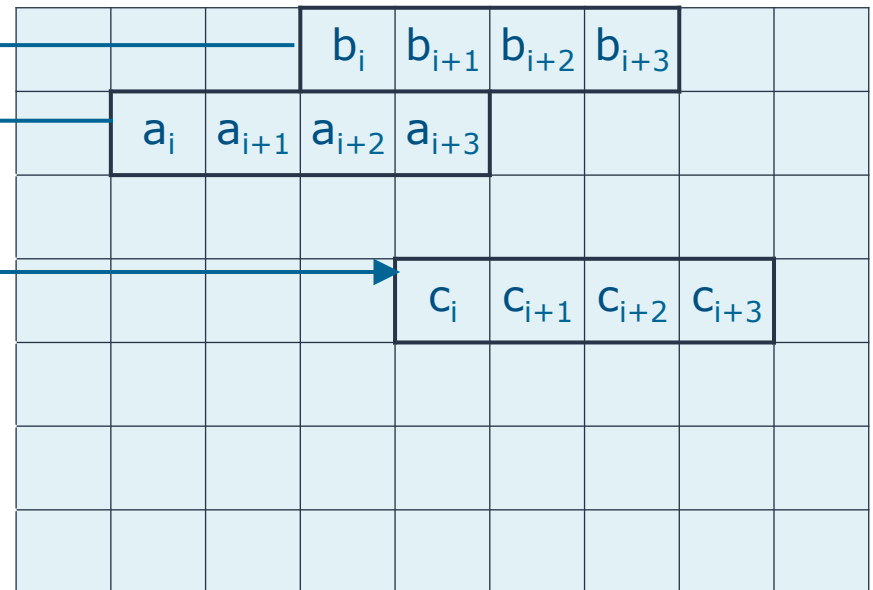 bᵢ bᵢ₊₁ bᵢ₊₂ bᵢ₊₃
aᵢ aᵢ₊₁ aᵢ₊₂ aᵢ₊₃
cᵢ cᵢ₊₁ cᵢ₊₂ cᵢ₊₃